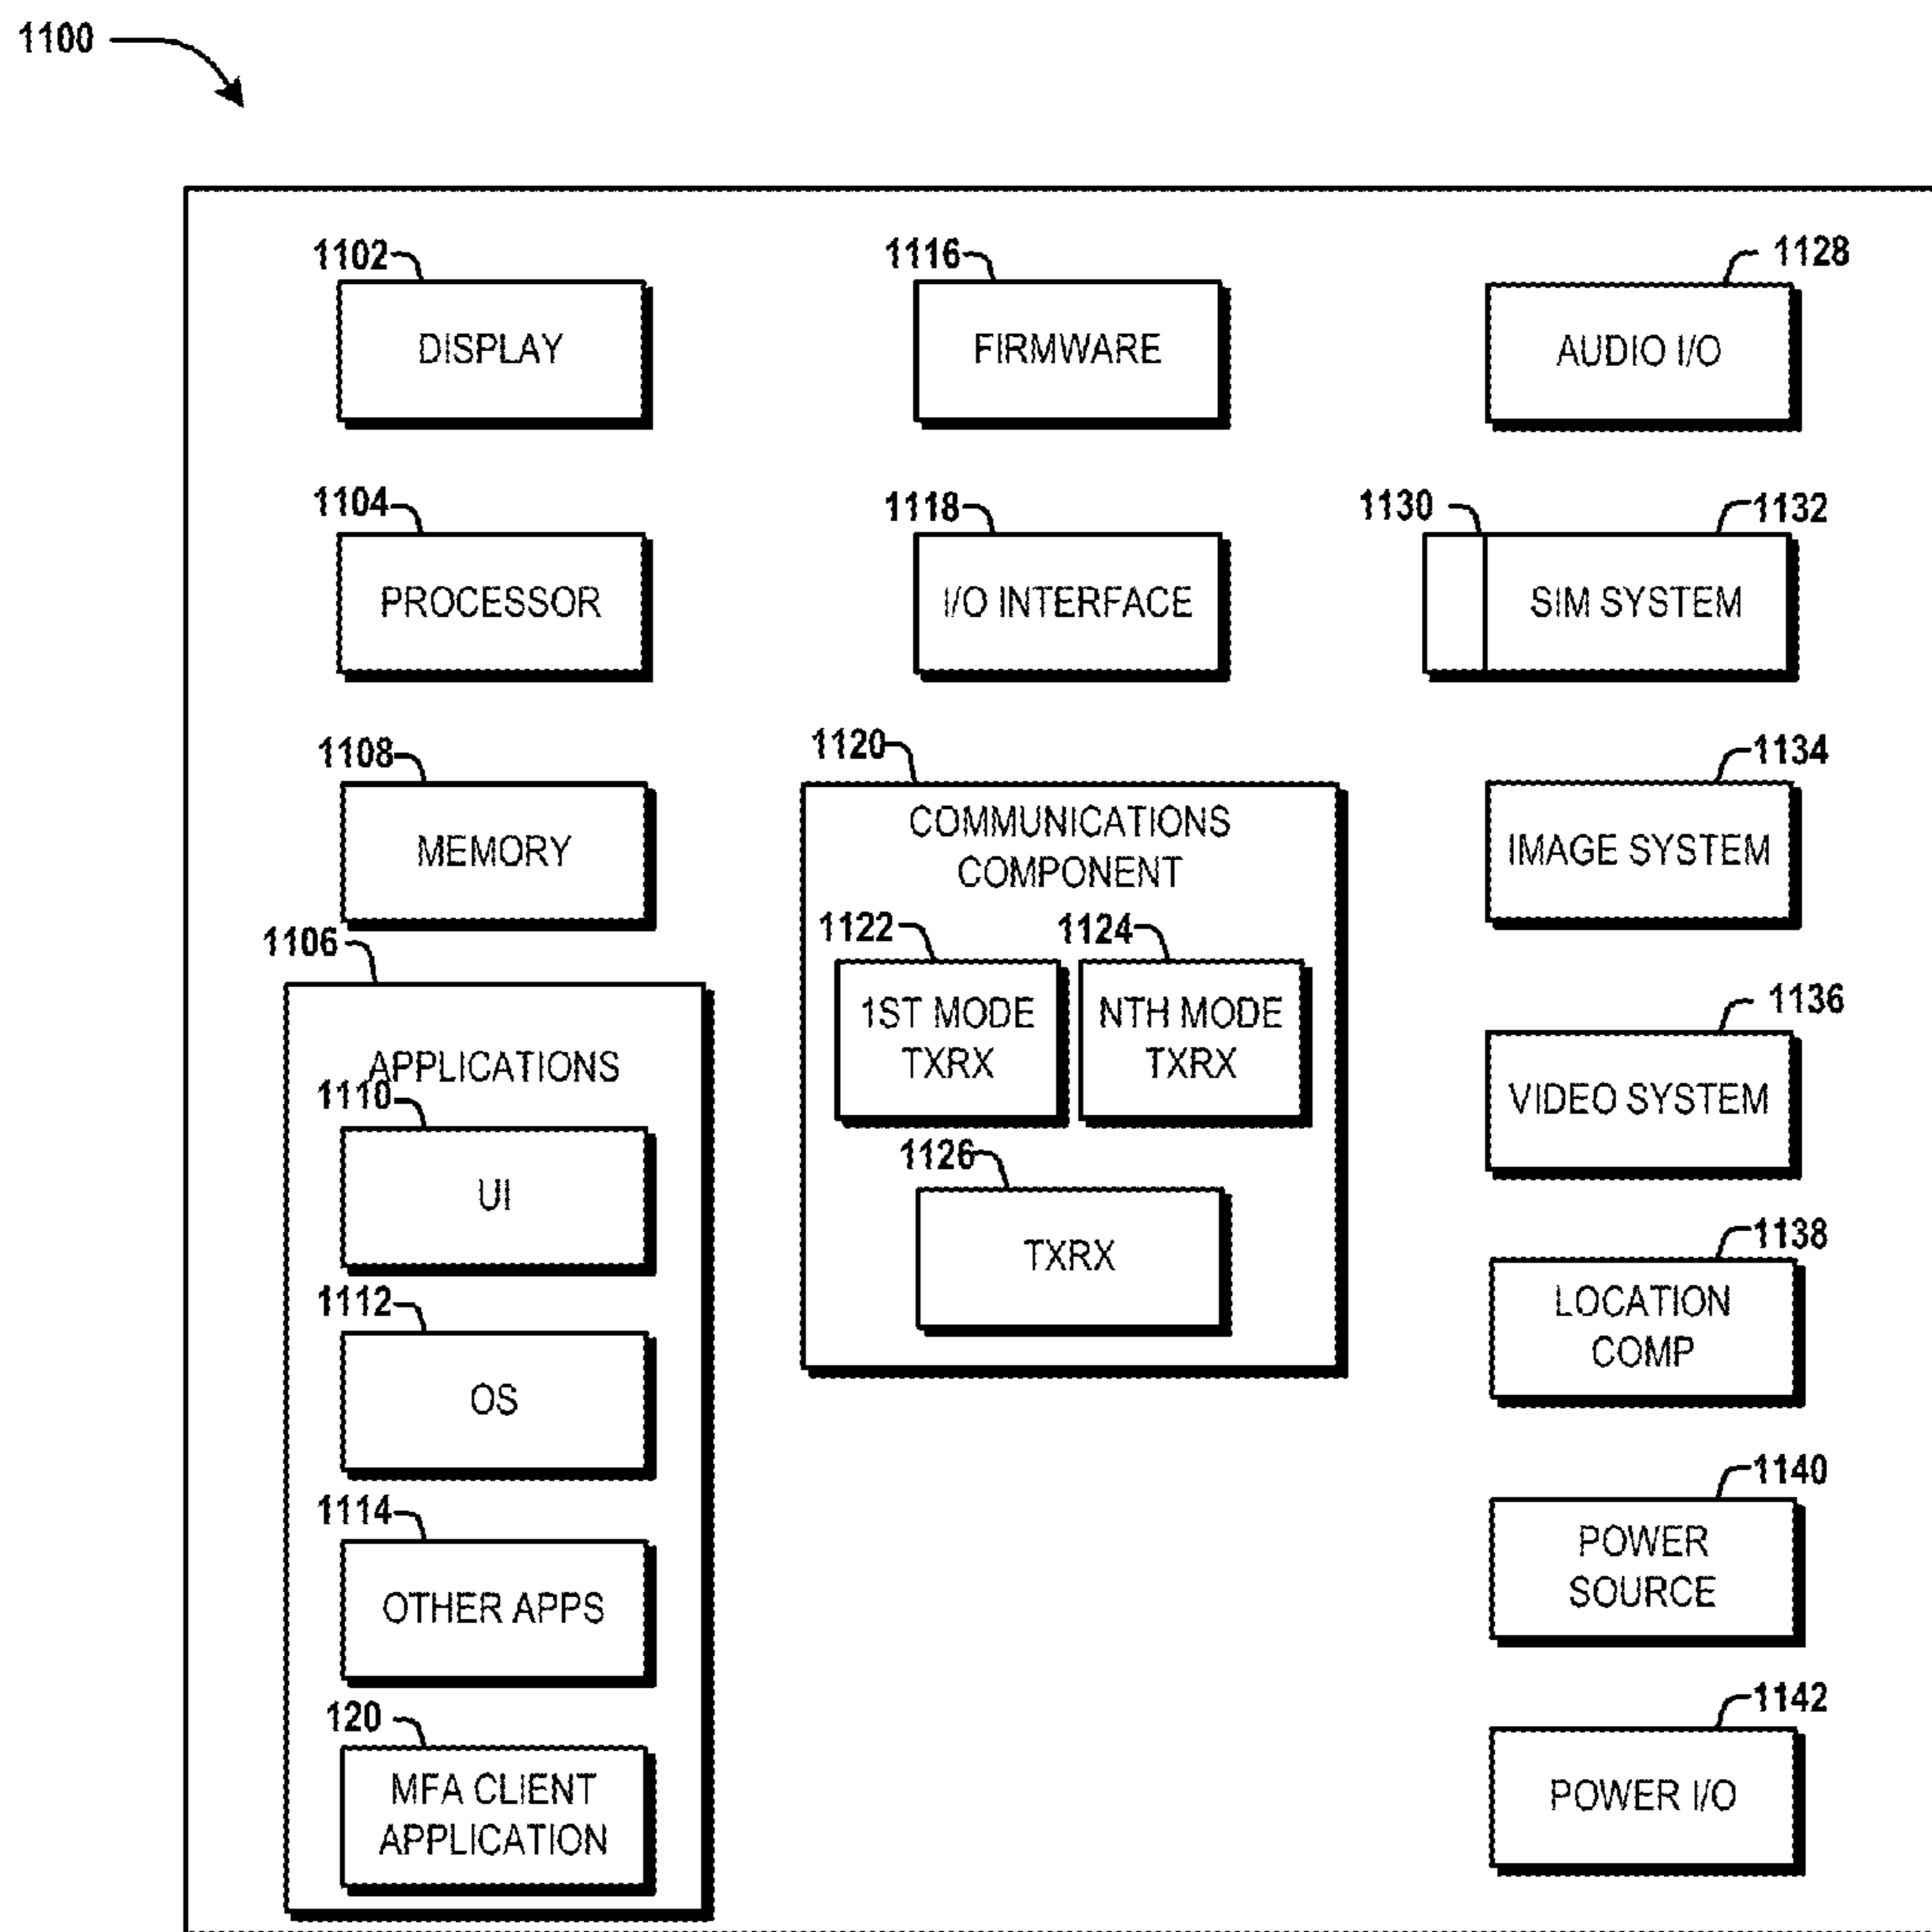 1100
1102
DISPLAY
1116
FIRMWARE
1128
AUDIO I/O
1104
PROCESSOR
1118
I/O INTERFACE
1130
1132
SIM SYSTEM
1108
MEMORY
1120
COMMUNICATIONS
COMPONENT
1122
1ST MODE
TXRX
1124
NTH MODE
TXRX
1126
TXRX
1134
IMAGE SYSTEM
1106
APPLICATIONS
1110
UI
1112
OS
1114
OTHER APPS
120
MFA CLIENT
APPLICATION
1136
VIDEO SYSTEM
1138
LOCATION
COMP
1140
POWER
SOURCE
1142
POWER I/O